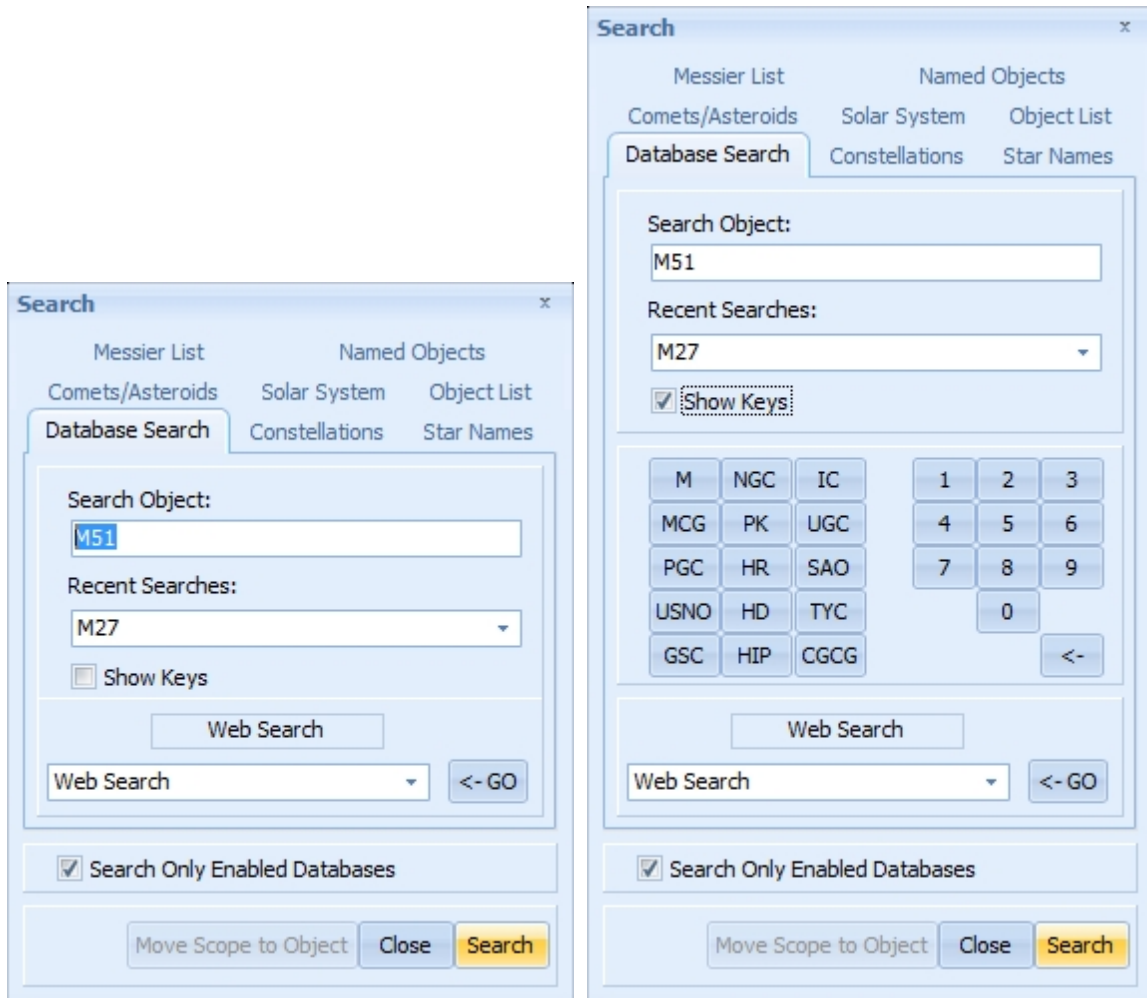 Search x
Messier List Named Objects
Comets/Asteroids Solar System Object List
Database Search Constellations Star Names
Search Object:
M51
Recent Searches:
M27
Show Keys
Web Search
Web Search <- GO
Search Only Enabled Databases
Move Scope to Object Close Search
Search x
Messier List Named Objects
Comets/Asteroids Solar System Object List
Database Search Constellations Star Names
Search Object:
M51
Recent Searches:
M27
Show Keys
M NGC IC 1 2 3
MCG PK UGC 4 5 6
PGC HR SAO 7 8 9
USNO HD TYC 0
GSC HIP CGCG <-
Web Search
Web Search <- GO
Search Only Enabled Databases
Move Scope to Object Close Search